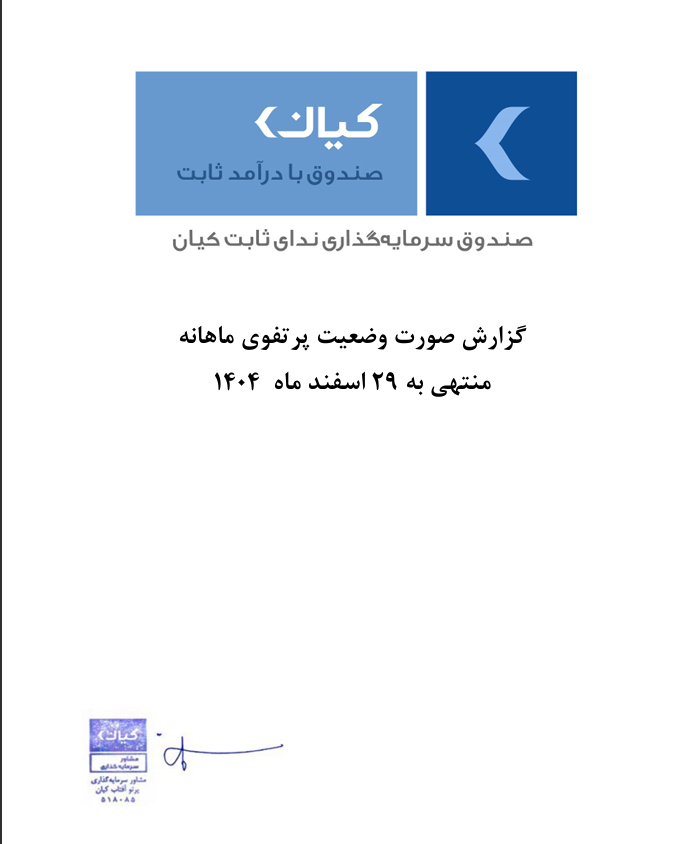 کیان
صندوق با درآمد ثابت
صندوق سرمایه‌گذاری ندای ثابت کیان
گزارش صورت وضعیت پرتفوی ماهانه
منتهی به ۲۹ اسفند ماه ۱۴۰۴
کیان
مشاور
سرمایه گذاری
مشاور سرمایه‌گذاری
پرتو آفتاب کیان
۵۱۸۰۸۵